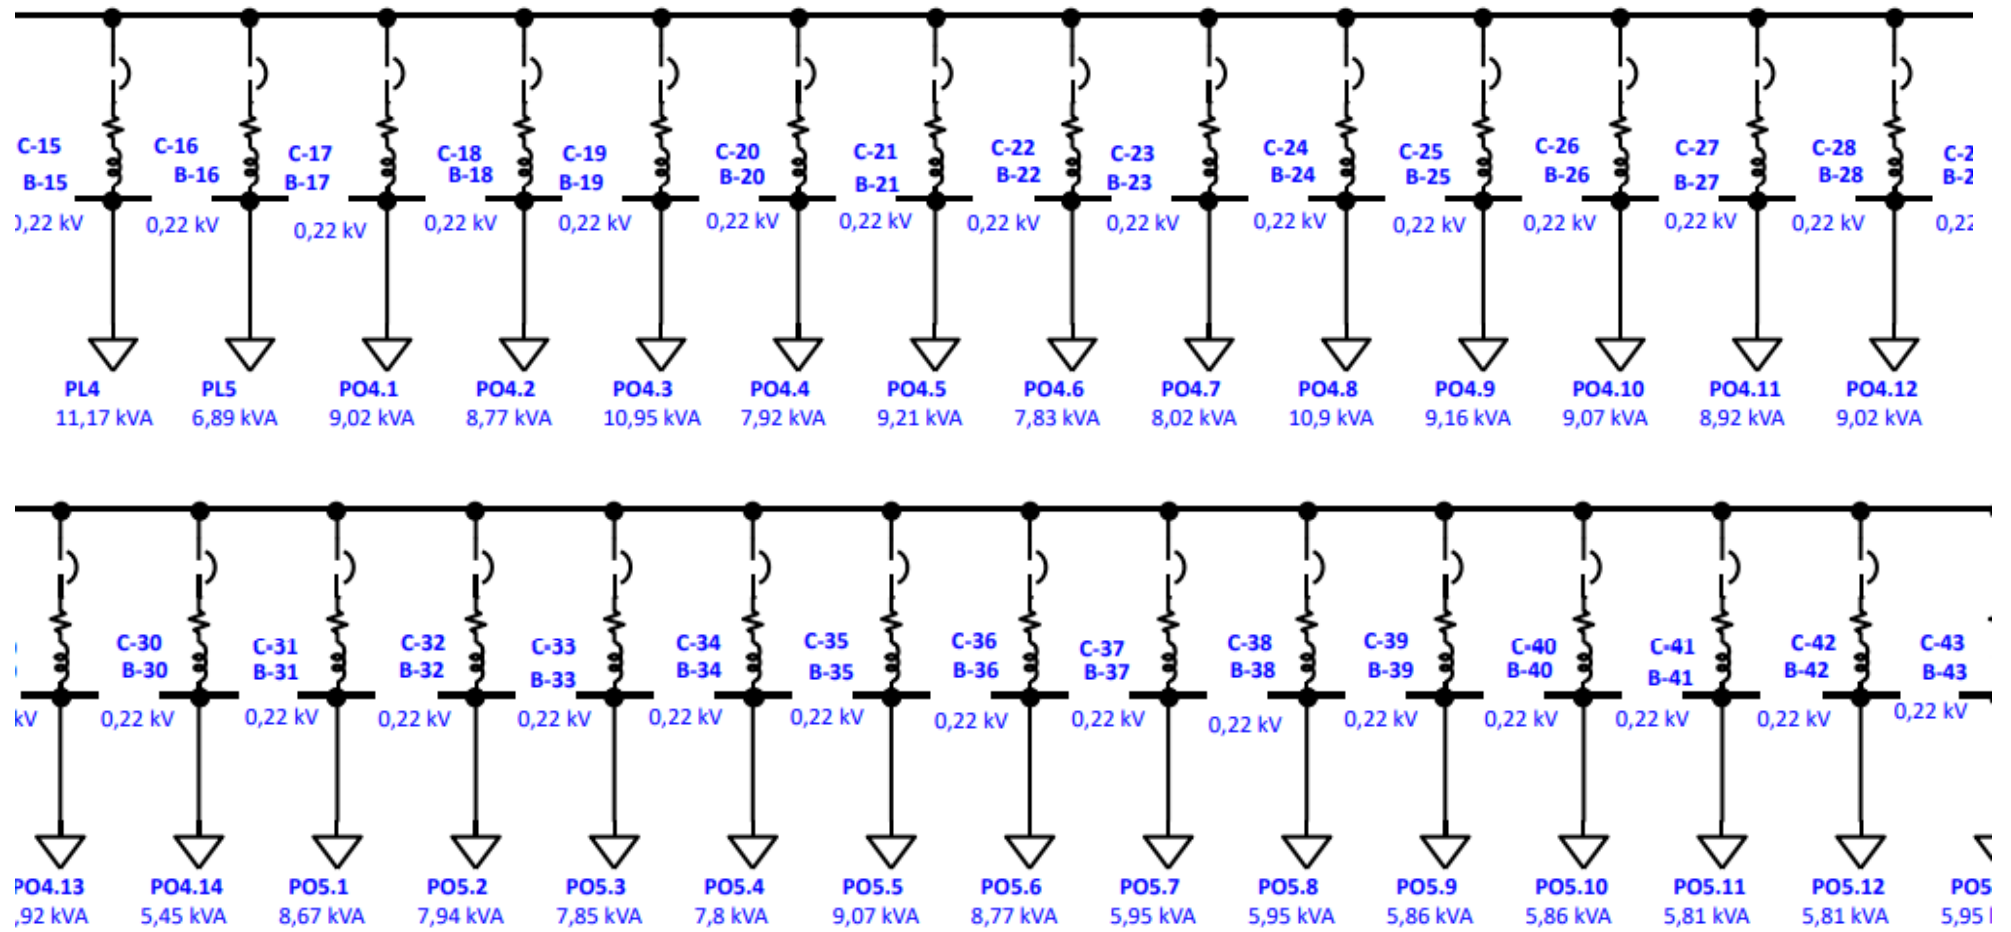 C-15 C-16 C-17 C-18 C-19 C-20 C-21 C-22 C-23 C-24 C-25 C-26 C-27 C-28
B-15 B-16 B-17 B-18 B-19 B-20 B-21 B-22 B-23 B-24 B-25 B-26 B-27 B-28
0,22 kV 0,22 kV 0,22 kV 0,22 kV 0,22 kV 0,22 kV 0,22 kV 0,22 kV 0,22 kV 0,22 kV 0,22 kV 0,22 kV 0,22 kV 0,22
PL4 PL5 PO4.1 PO4.2 PO4.3 PO4.4 PO4.5 PO4.6 PO4.7 PO4.8 PO4.9 PO4.10 PO4.11 PO4.12
11,17 kVA 6,89 kVA 9,02 kVA 8,77 kVA 10,95 kVA 7,92 kVA 9,21 kVA 7,83 kVA 8,02 kVA 10,9 kVA 9,16 kVA 9,07 kVA 8,92 kVA 9,02 kVA
C-30 C-31 C-32 C-33 C-34 C-35 C-36 C-37 C-38 C-39 C-40 C-41 C-42 C-43
B-30 B-31 B-32 B-33 B-34 B-35 B-36 B-37 B-38 B-39 B-40 B-41 B-42 B-43
kV 0,22 kV 0,22 kV 0,22 kV 0,22 kV 0,22 kV 0,22 kV 0,22 kV 0,22 kV 0,22 kV 0,22 kV 0,22 kV 0,22 kV 0,22 kV 0,22 kV
PO4.13 PO4.14 PO5.1 PO5.2 PO5.3 PO5.4 PO5.5 PO5.6 PO5.7 PO5.8 PO5.9 PO5.10 PO5.11 PO5.12 PO5
,92 kVA 5,45 kVA 8,67 kVA 7,94 kVA 7,85 kVA 7,8 kVA 9,07 kVA 8,77 kVA 5,95 kVA 5,95 kVA 5,86 kVA 5,86 kVA 5,81 kVA 5,81 kVA 5,95